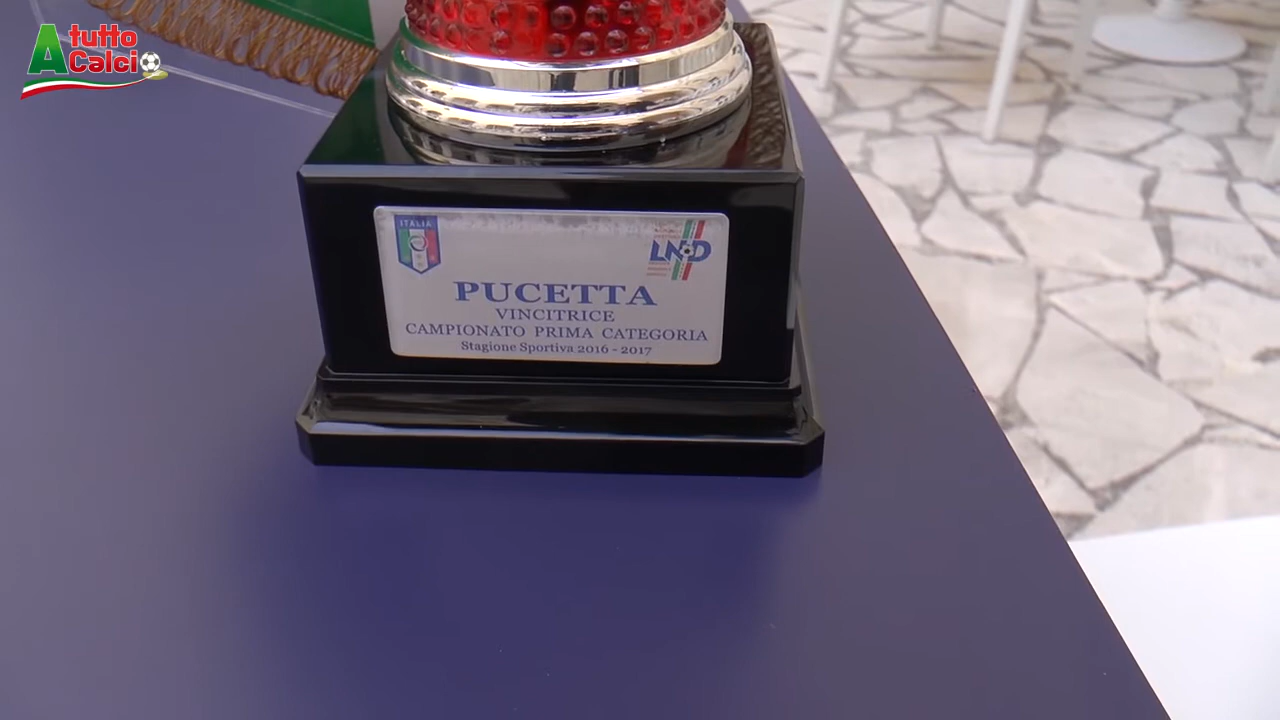 A tutto
Calcio
ITALIA
LND
PUCETTA
VINCITRICE
CAMPIONATO PRIMA CATEGORIA
Stagione Sportiva 2016 - 2017